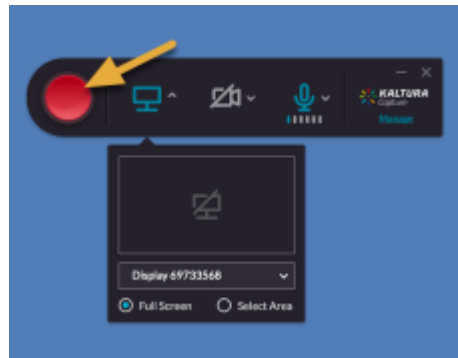 KALTURA
Capture
Manage
Display 69733568
Full Screen
Select Area